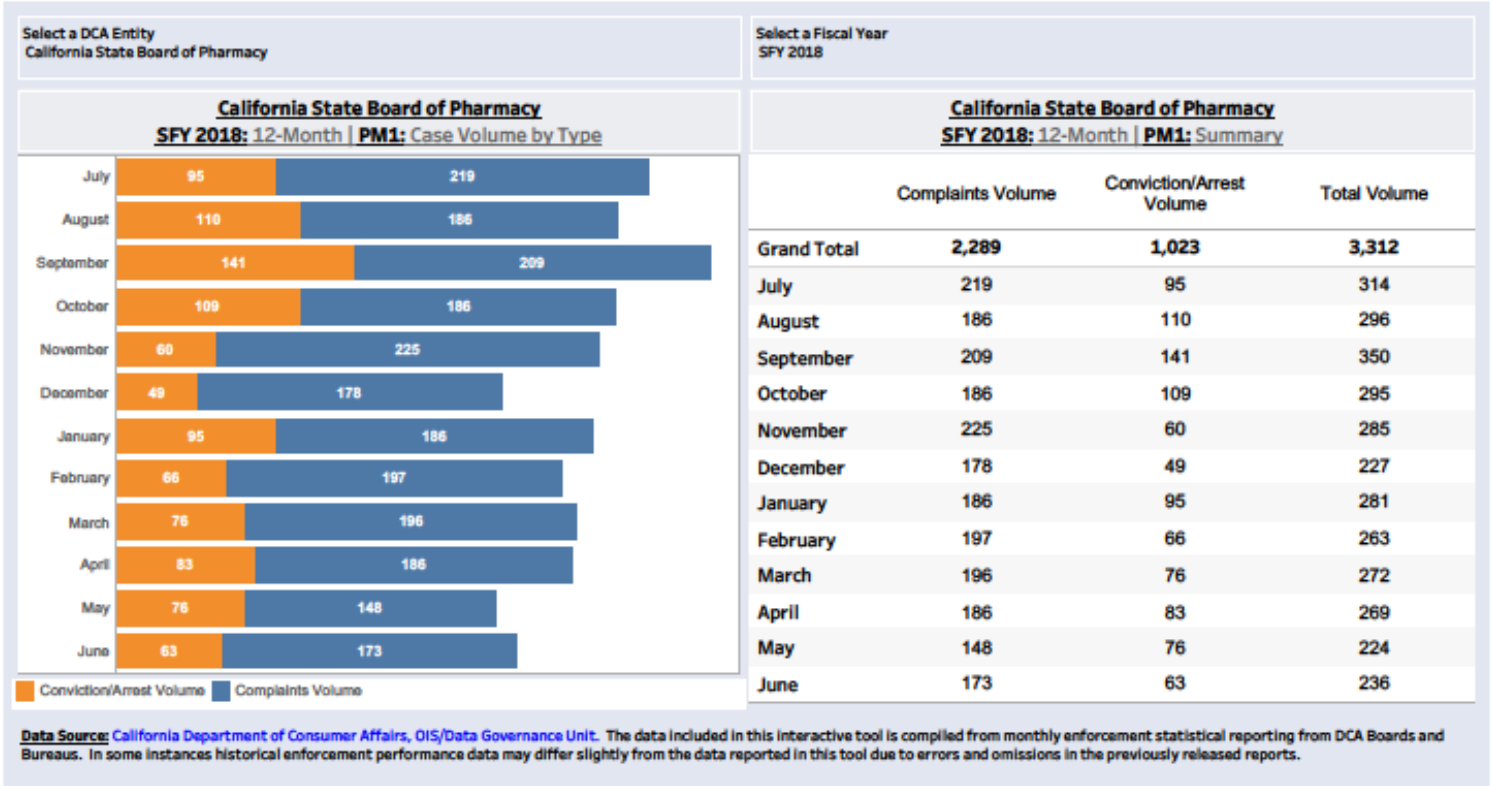 Select a DCA Entity
California State Board of Pharmacy
Select a Fiscal Year
SFY 2018
California State Board of Pharmacy
SFY 2018: 12-Month | PM1: Case Volume by Type
July 95 219
August 110 186
September 141 209
October 109 186
November 60 225
December 49 178
January 95 186
February 66 197
March 76 196
April 83 186
May 76 148
June 63 173
Conviction/Arrest Volume Complaints Volume
California State Board of Pharmacy
SFY 2018: 12-Month | PM1: Summary
Complaints Volume Conviction/Arrest Volume Total Volume
Grand Total 2,289 1,023 3,312
July 219 95 314
August 186 110 296
September 209 141 350
October 186 109 295
November 225 60 285
December 178 49 227
January 186 95 281
February 197 66 263
March 196 76 272
April 186 83 269
May 148 76 224
June 173 63 236
Data Source: California Department of Consumer Affairs, OIS/Data Governance Unit. The data included in this interactive tool is compiled from monthly enforcement statistical reporting from DCA Boards and
Bureaus. In some instances historical enforcement performance data may differ slightly from the data reported in this tool due to errors and omissions in the previously released reports.